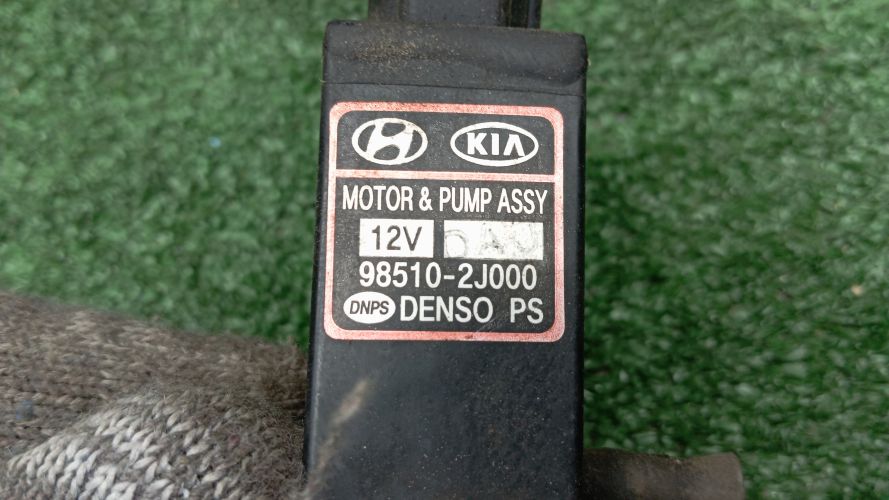 KIA
MOTOR & PUMP ASSY
12V
98510-2J000
DNPS DENSO PS